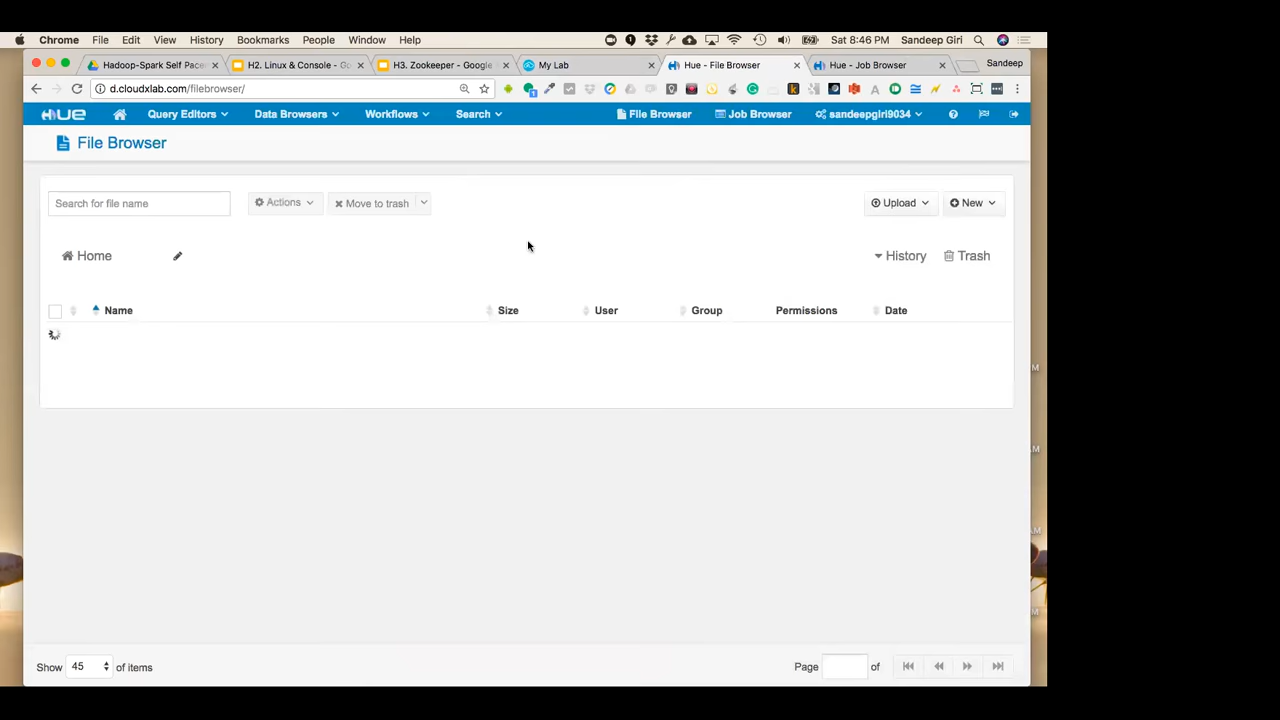 Chrome File Edit View History Bookmarks People Window Help Sat 8:46 PM Sandeep Giri
Hadoop-Spark Self Pace H2. Linux & Console - Go H3. Zookeeper - Google My Lab Hue - File Browser Hue - Job Browser Sandeep
d.cloudxlab.com/filebrowser/
HUE Query Editors Data Browsers Workflows Search File Browser Job Browser sandeepgiri9034
File Browser
Search for file name Actions Move to trash Upload New
Home History Trash
Name Size User Group Permissions Date
M
M
AM
M
Show 45 of items Page of